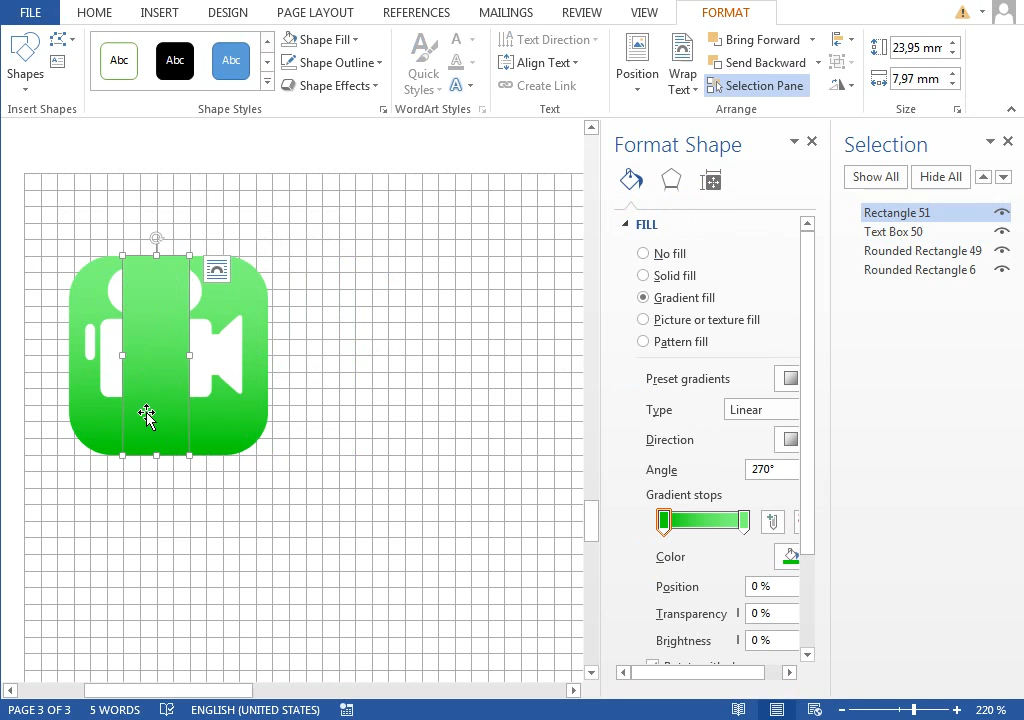 FILE HOME INSERT DESIGN PAGE LAYOUT REFERENCES MAILINGS REVIEW VIEW FORMAT
Shapes
Insert Shapes
Abc Abc Abc
Shape Fill
Shape Outline
Shape Effects
Shape Styles
Quick
Styles
A
A
A
WordArt Styles
Text Direction
Align Text
Create Link
Text
Position
Wrap
Text
Bring Forward
Send Backward
Selection Pane
Arrange
23,95 mm
7,97 mm
Size
Format Shape
FILL
No fill
Solid fill
Gradient fill
Picture or texture fill
Pattern fill
Preset gradients
Type Linear
Direction
Angle 270°
Gradient stops
Color
Position 0 %
Transparency 0 %
Brightness 0 %
Selection
Show All Hide All
Rectangle 51
Text Box 50
Rounded Rectangle 49
Rounded Rectangle 6
PAGE 3 OF 3 5 WORDS ENGLISH (UNITED STATES) 220 %